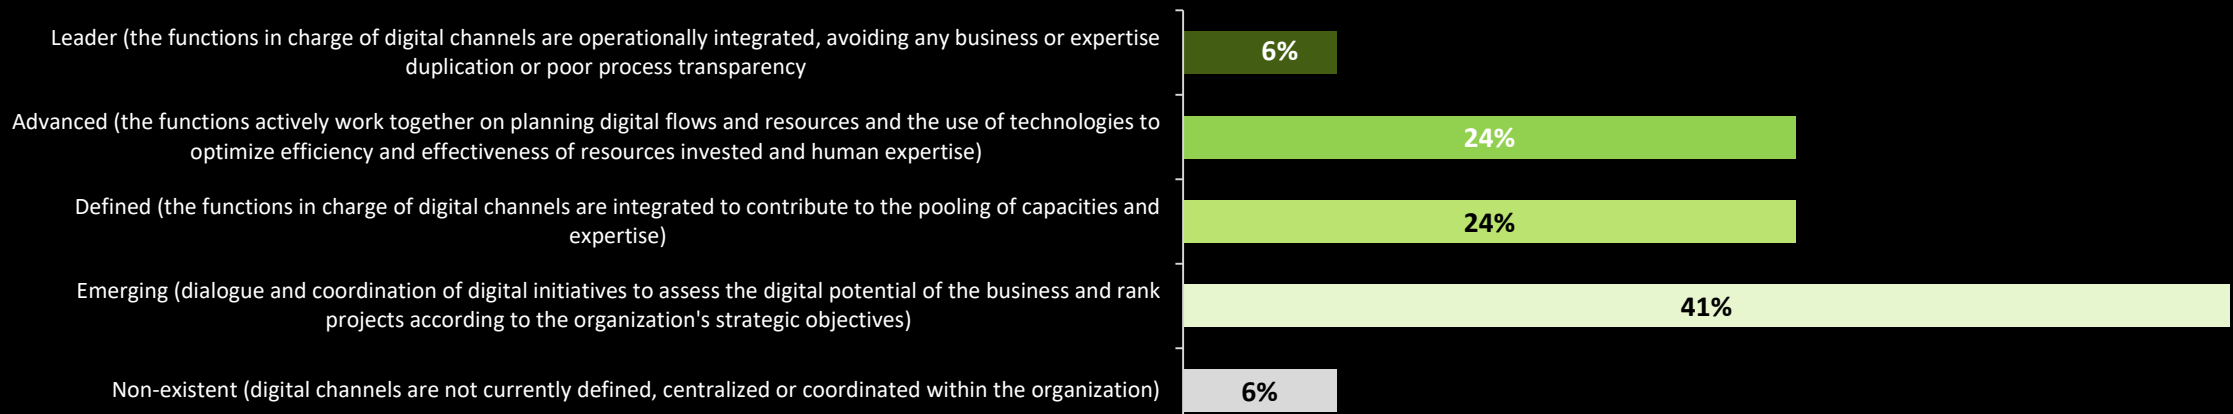 Leader (the functions in charge of digital channels are operationally integrated, avoiding any business or expertise
duplication or poor process transparency
6%
Advanced (the functions actively work together on planning digital flows and resources and the use of technologies to
optimize efficiency and effectiveness of resources invested and human expertise)
24%
Defined (the functions in charge of digital channels are integrated to contribute to the pooling of capacities and
expertise)
24%
Emerging (dialogue and coordination of digital initiatives to assess the digital potential of the business and rank
projects according to the organization's strategic objectives)
41%
Non-existent (digital channels are not currently defined, centralized or coordinated within the organization)
6%